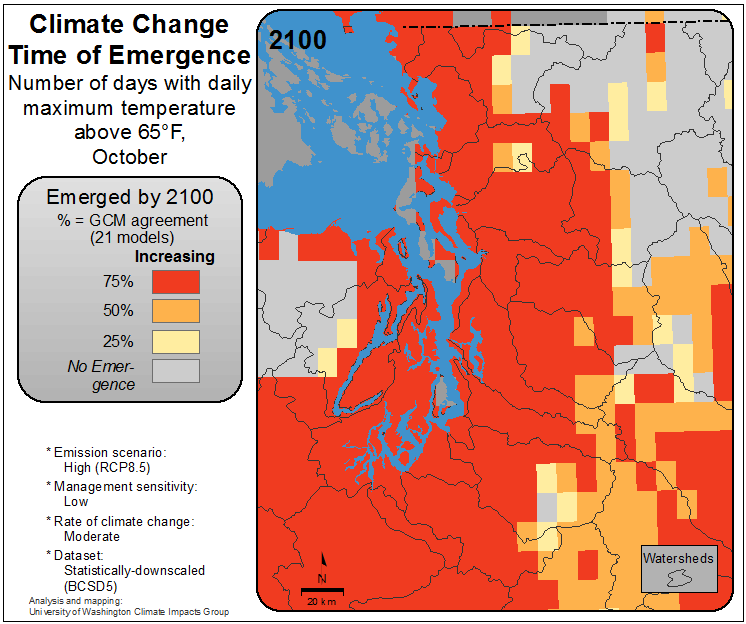 Climate Change
Time of Emergence
Number of days with daily
maximum temperature
above 65°F,
October
Emerged by 2100
% = GCM agreement
(21 models)
Increasing
75%
50%
25%
No Emer-
gence
* Emission scenario:
High (RCP8.5)
* Management sensitivity:
Low
* Rate of climate change:
Moderate
* Dataset:
Statistically-downscaled
(BCSD5)
Analysis and mapping:
University of Washington Climate Impacts Group
2100
N
20 km
Watersheds